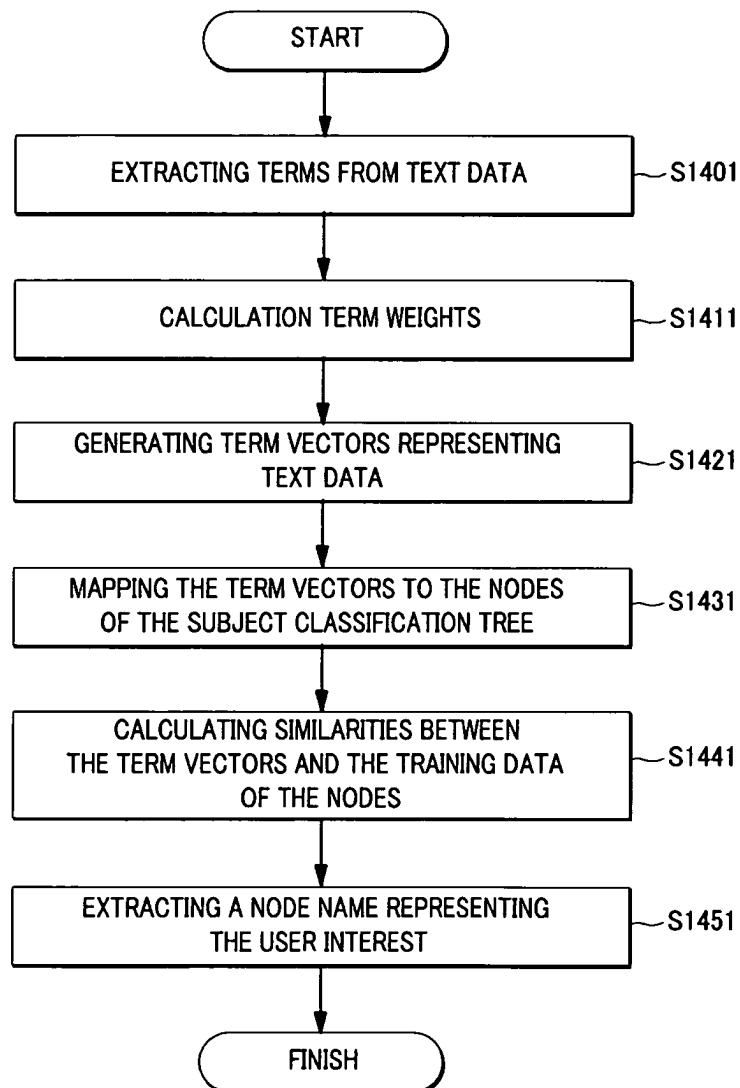 START
EXTRACTING TERMS FROM TEXT DATA
S1401
CALCULATION TERM WEIGHTS
S1411
GENERATING TERM VECTORS REPRESENTING
TEXT DATA
S1421
MAPPING THE TERM VECTORS TO THE NODES
OF THE SUBJECT CLASSIFICATION TREE
S1431
CALCULATING SIMILARITIES BETWEEN
THE TERM VECTORS AND THE TRAINING DATA
OF THE NODES
S1441
EXTRACTING A NODE NAME REPRESENTING
THE USER INTEREST
S1451
FINISH